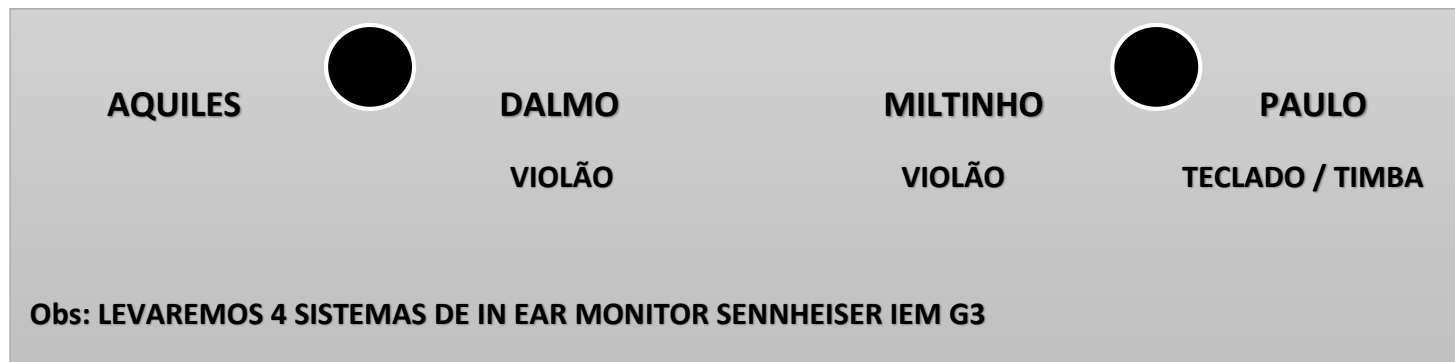 AQUILES DALMO MILTINHO PAULO
VIOLÃO VIOLÃO TECLADO / TIMBA
Obs: LEVAREMOS 4 SISTEMAS DE IN EAR MONITOR SENNHEISER IEM G3